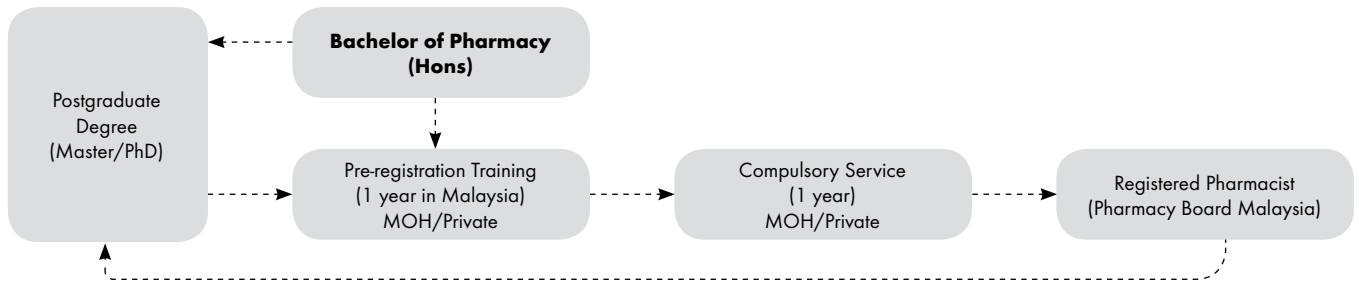 Bachelor of Pharmacy
(Hons)
Postgraduate
Degree
(Master/PhD)
Pre-registration Training
(1 year in Malaysia)
MOH/Private
Compulsory Service
(1 year)
MOH/Private
Registered Pharmacist
(Pharmacy Board Malaysia)